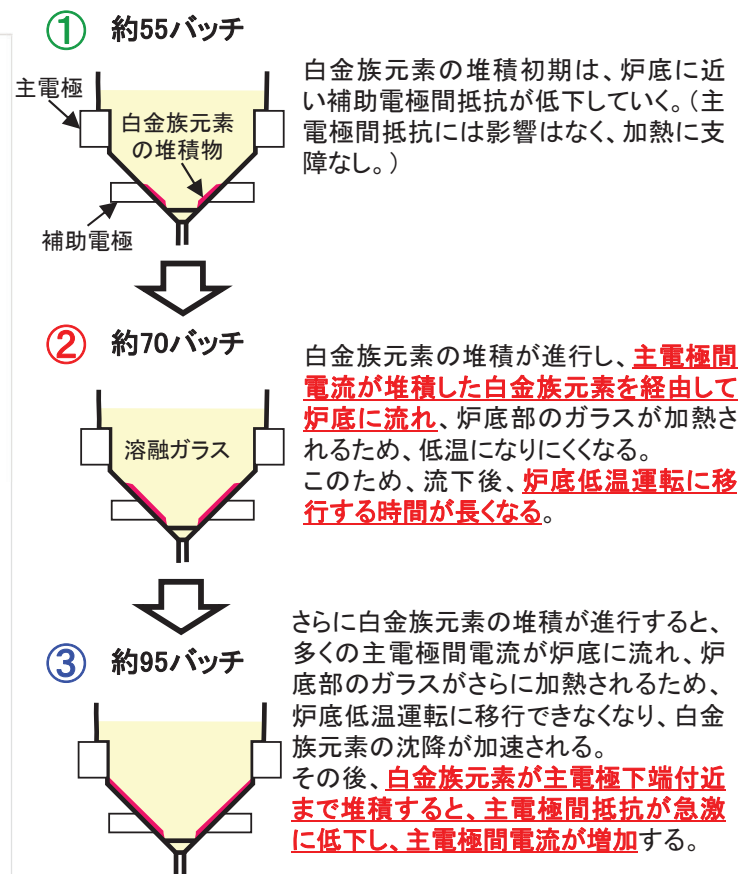 ① 約55バッチ
主電極
白金族元素
の堆積物
補助電極
白金族元素の堆積初期は、炉底に近
い補助電極間抵抗が低下していく。（主
電極間抵抗には影響はなく、加熱に支
障なし。）
② 約70バッチ
溶融ガラス
白金族元素の堆積が進行し、主電極間
電流が堆積した白金族元素を経由して
炉底に流れ、炉底部のガラスが加熱さ
れるため、低温になりにくくなる。
このため、流下後、炉底低温運転に移
行する時間が長くなる。
③ 約95バッチ
さらに白金族元素の堆積が進行すると、
多くの主電極間電流が炉底に流れ、炉
底部のガラスがさらに加熱されるため、
炉底低温運転に移行できなくなり、白金
族元素の沈降が加速される。
その後、白金族元素が主電極下端付近
まで堆積すると、主電極間抵抗が急激
に低下し、主電極間電流が増加する。